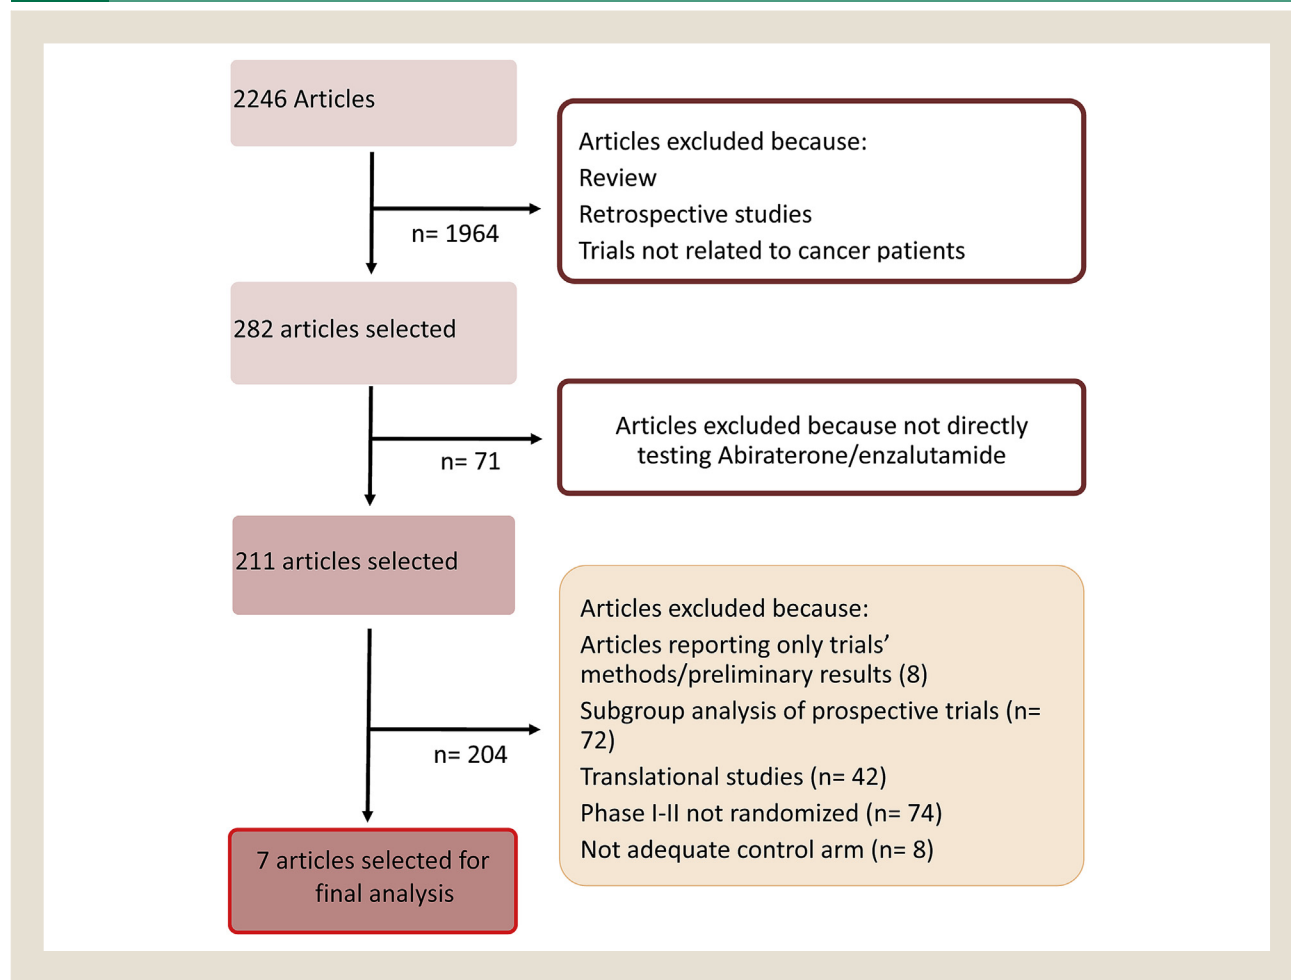 2246 Articles
Articles excluded because:
Review
Retrospective studies
Trials not related to cancer patients
n= 1964
282 articles selected
Articles excluded because not directly
testing Abiraterone/enzalutamide
n= 71
211 articles selected
Articles excluded because:
Articles reporting only trials’
methods/preliminary results (8)
Subgroup analysis of prospective trials (n=
72)
Translational studies (n= 42)
Phase I-II not randomized (n= 74)
Not adequate control arm (n= 8)
n= 204
7 articles selected for
final analysis